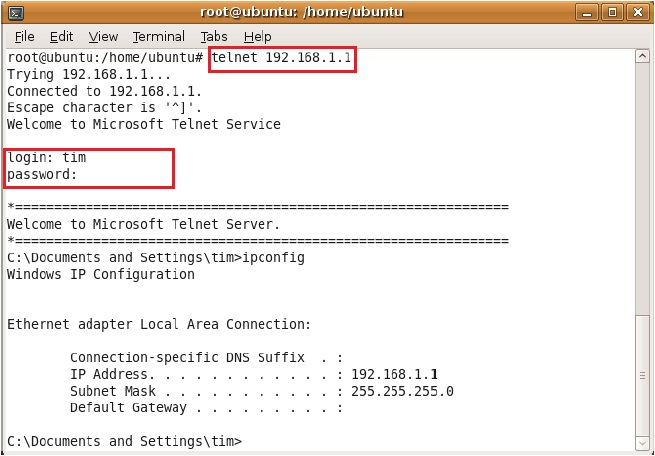 root@ubuntu: /home/ubuntu
File Edit View Terminal Tabs Help
root@ubuntu:/home/ubuntu# telnet 192.168.1.1
Trying 192.168.1.1...
Connected to 192.168.1.1.
Escape character is '^]'.
Welcome to Microsoft Telnet Service
login: tim
password:
*===============================================================
Welcome to Microsoft Telnet Server.
*===============================================================
C:\Documents and Settings\tim>ipconfig
Windows IP Configuration
Ethernet adapter Local Area Connection:
Connection-specific DNS Suffix . :
IP Address. . . . . . . . . . . . : 192.168.1.1
Subnet Mask . . . . . . . . . . . : 255.255.255.0
Default Gateway . . . . . . . . . :
C:\Documents and Settings\tim>